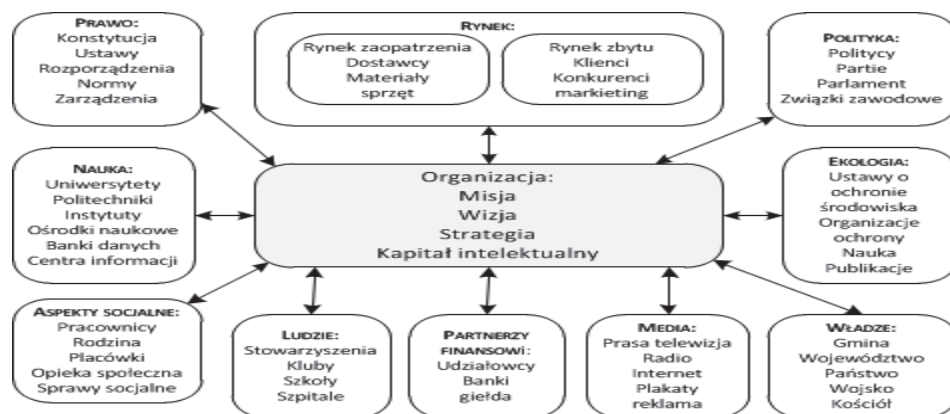 PRAWO:
Konstytucja
Ustawy
Rozporządzenia
Normy
Zarządzenia
RYNEK:
Rynek zaopatrzenia
Dostawcy
Materiały
sprzęt
Rynek zbytu
Klienci
Konkurenci
markieting
POLITYKA:
Politycy
Partie
Parlament
Związki zawodowe
NAUKA:
Uniwersytety
Politechniki
Instytuty
Ośrodki naukowe
Banki danych
Centra informacji
Organizacja:
Misja
Wizja
Strategia
Kapitał intelektualny
EKOLOGIA:
Ustawy o
ochronie
środowiska
Organizacje
ochrony
Nauka
Publikacje
ASPEKTY SOCJALNE:
Pracownicy
Rodzina
Placówki
Opieka społeczna
Sprawy socjalne
LUDZIE:
Stowarzyszenia
Kluby
Szkoły
Szpitale
PARTNERZY
FINANSOWI:
Udziałowcy
Banki
giełda
MEDIA:
Prasa telewizja
Radio
Internet
Plakaty
reklama
WŁADZE:
Gmina
Województwo
Państwo
Wojsko
Kościół